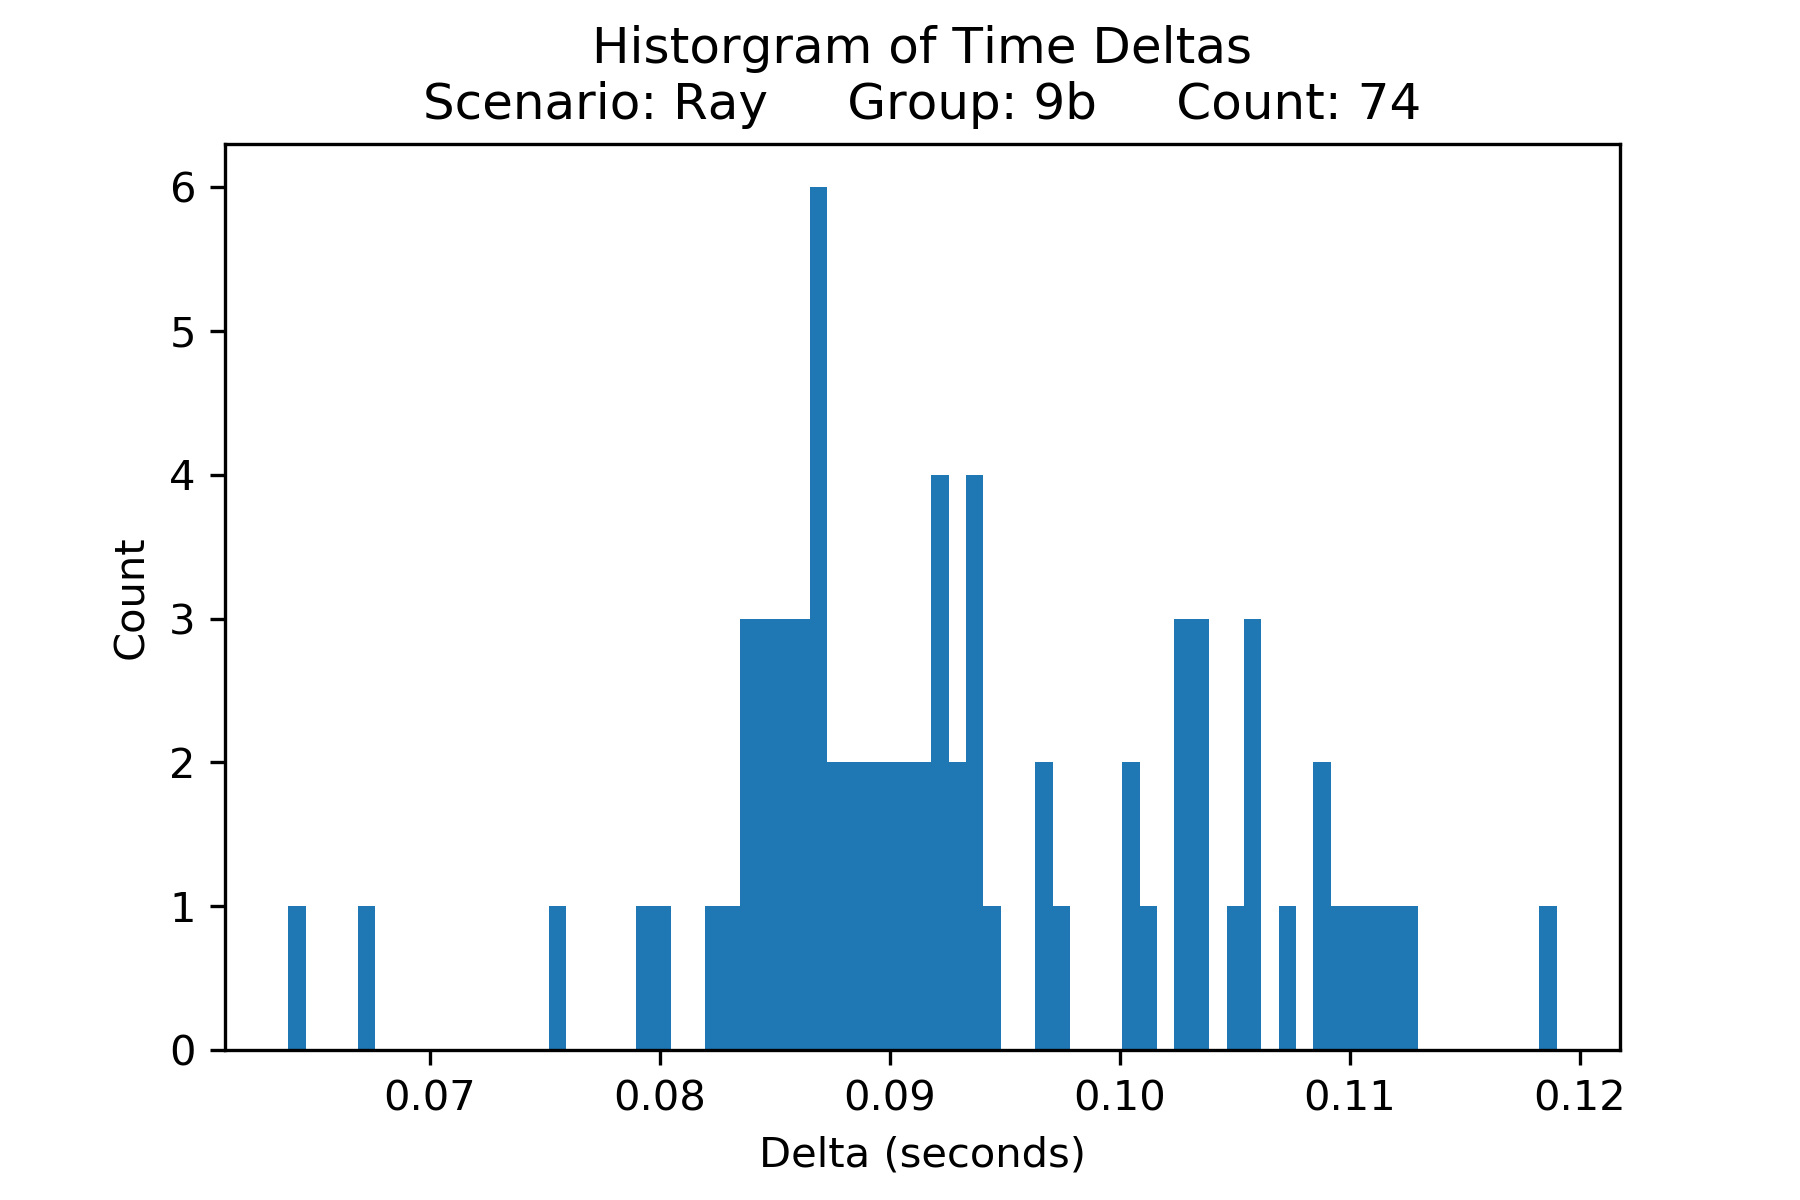 Historgram of Time Deltas
Scenario: Ray Group: 9b Count: 74
6
5
4
3
2
1
0
Count
0.07 0.08 0.09 0.10 0.11 0.12
Delta (seconds)